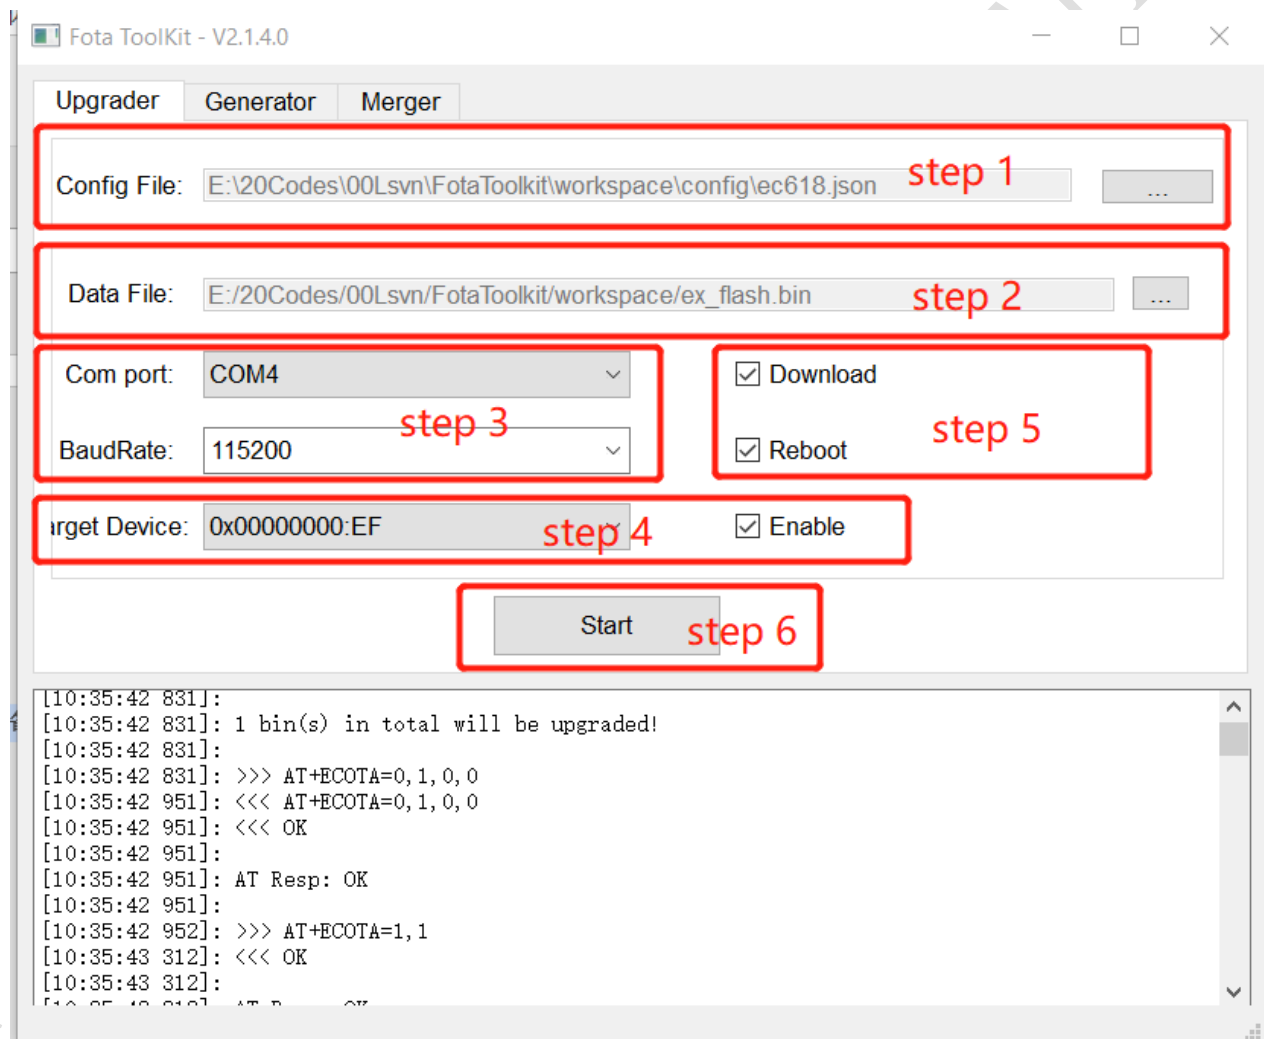 Fota ToolKit - V2.1.4.0
Upgrader Generator Merger
Config File: E:\20Codes\00Lsvn\FotaToolkit\workspace\config\ec618.json step 1 ...
Data File: E:/20Codes/00Lsvn/FotaToolkit/workspace/ex_flash.bin step 2 ...
Com port: COM4 Download
step 3 step 5
BaudRate: 115200 Reboot
arget Device: 0x00000000:EF step 4 Enable
Start step 6
[10:35:42 831]:
[10:35:42 831]: 1 bin(s) in total will be upgraded!
[10:35:42 831]:
[10:35:42 831]: >>> AT+ECOTA=0,1,0,0
[10:35:42 951]: <<< AT+ECOTA=0,1,0,0
[10:35:42 951]: <<< OK
[10:35:42 951]:
[10:35:42 951]: AT Resp: OK
[10:35:42 951]:
[10:35:42 952]: >>> AT+ECOTA=1,1
[10:35:43 312]: <<< OK
[10:35:43 312]: